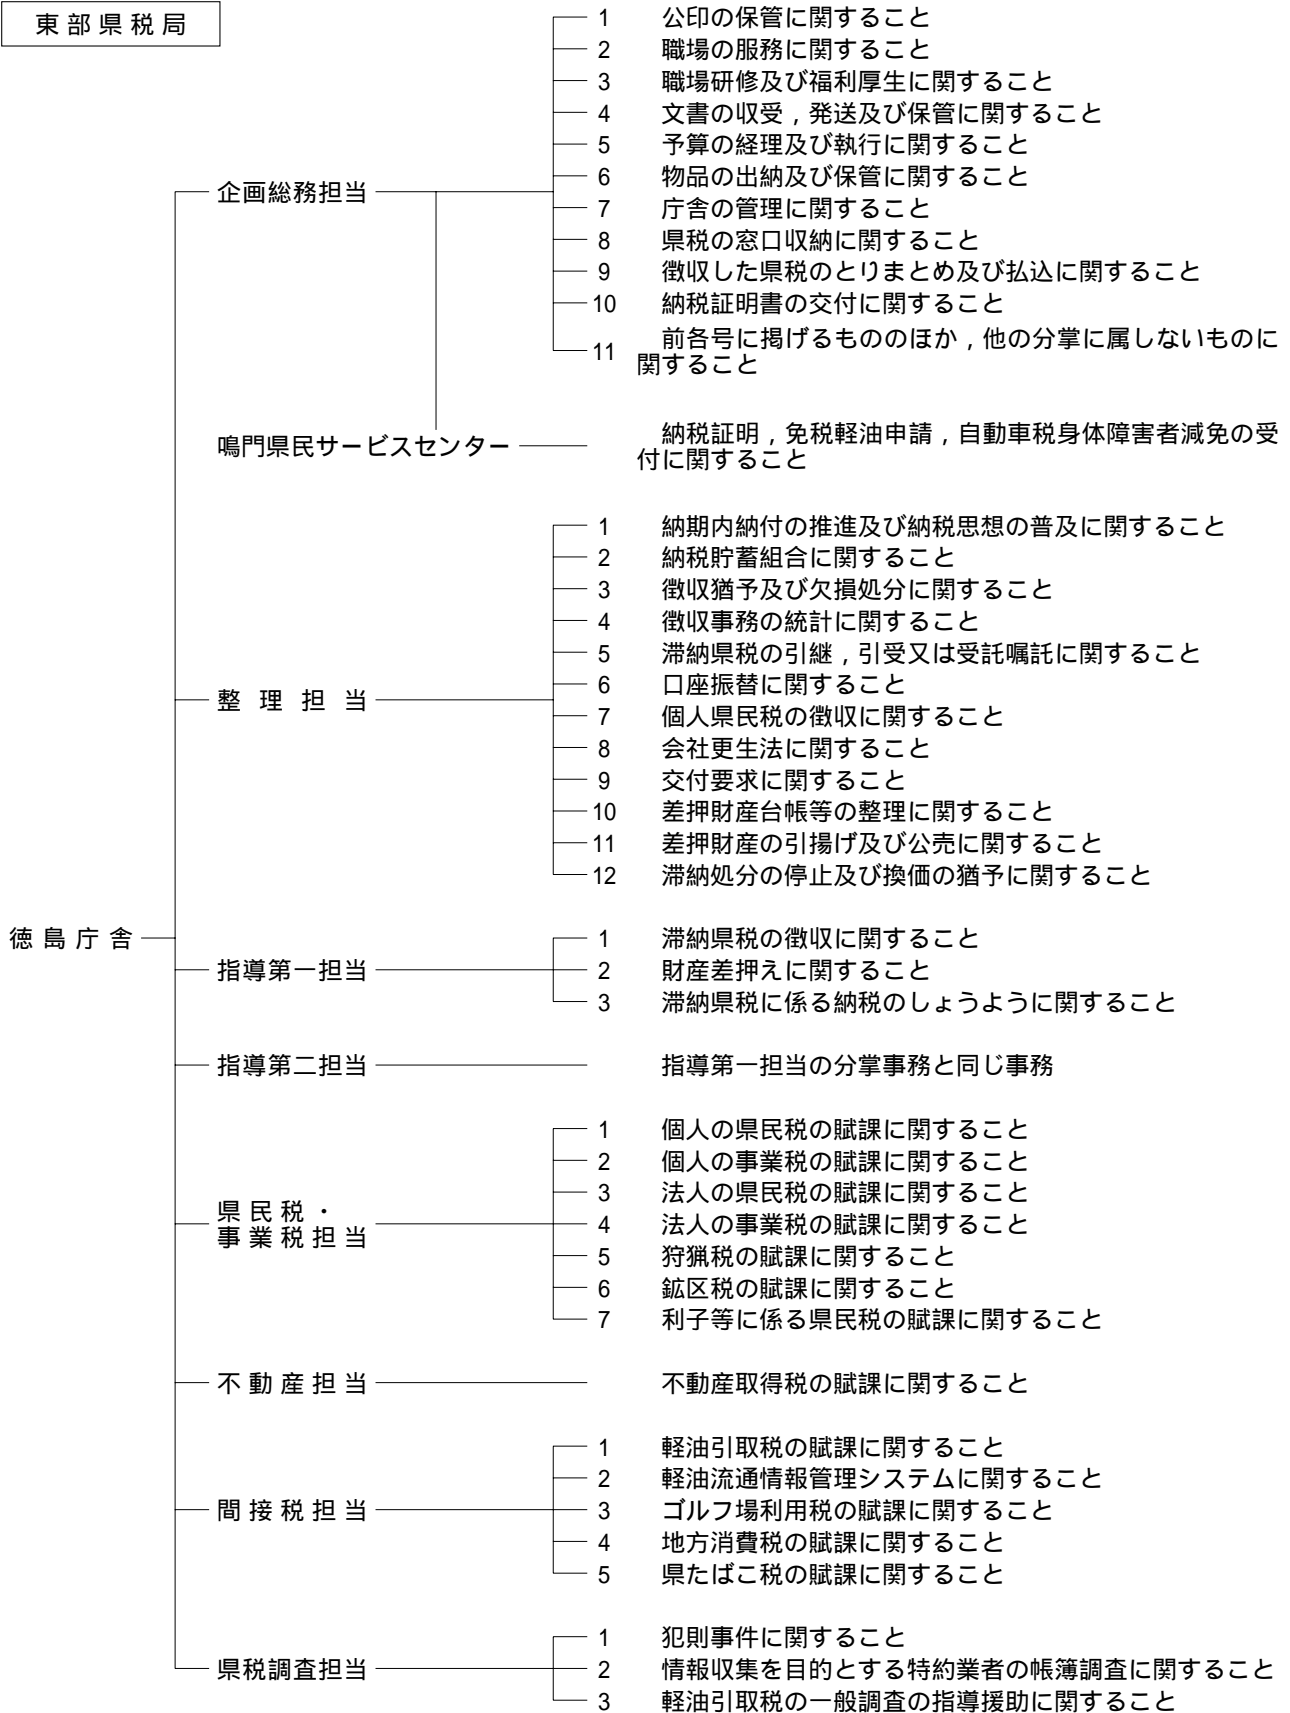 東部県税局
徳島庁舎
企画総務担当
1 公印の保管に関すること
2 職場の服務に関すること
3 職場研修及び福利厚生に関すること
4 文書の収受，発送及び保管に関すること
5 予算の経理及び執行に関すること
6 物品の出納及び保管に関すること
7 庁舎の管理に関すること
8 県税の窓口収納に関すること
9 徴収した県税のとりまとめ及び払込に関すること
10 納税証明書の交付に関すること
11 前各号に掲げるもののほか，他の分掌に属しないものに
関すること
鳴門県民サービスセンター
納税証明，免税軽油申請，自動車税身体障害者減免の受
付に関すること
整理担当
1 納期内納付の推進及び納税思想の普及に関すること
2 納税貯蓄組合に関すること
3 徴収猶予及び欠損処分に関すること
4 徴収事務の統計に関すること
5 滞納県税の引継，引受又は受託嘱託に関すること
6 口座振替に関すること
7 個人県民税の徴収に関すること
8 会社更生法に関すること
9 交付要求に関すること
10 差押財産台帳等の整理に関すること
11 差押財産の引揚げ及び公売に関すること
12 滞納処分の停止及び換価の猶予に関すること
指導第一担当
1 滞納県税の徴収に関すること
2 財産差押えに関すること
3 滞納県税に係る納税のしょうように関すること
指導第二担当
指導第一担当の分掌事務と同じ事務
県民税・
事業税担当
1 個人の県民税の賦課に関すること
2 個人の事業税の賦課に関すること
3 法人の県民税の賦課に関すること
4 法人の事業税の賦課に関すること
5 狩猟税の賦課に関すること
6 鉱区税の賦課に関すること
7 利子等に係る県民税の賦課に関すること
不動産担当
不動産取得税の賦課に関すること
間接税担当
1 軽油引取税の賦課に関すること
2 軽油流通情報管理システムに関すること
3 ゴルフ場利用税の賦課に関すること
4 地方消費税の賦課に関すること
5 県たばこ税の賦課に関すること
県税調査担当
1 犯則事件に関すること
2 情報収集を目的とする特約業者の帳簿調査に関すること
3 軽油引取税の一般調査の指導援助に関すること